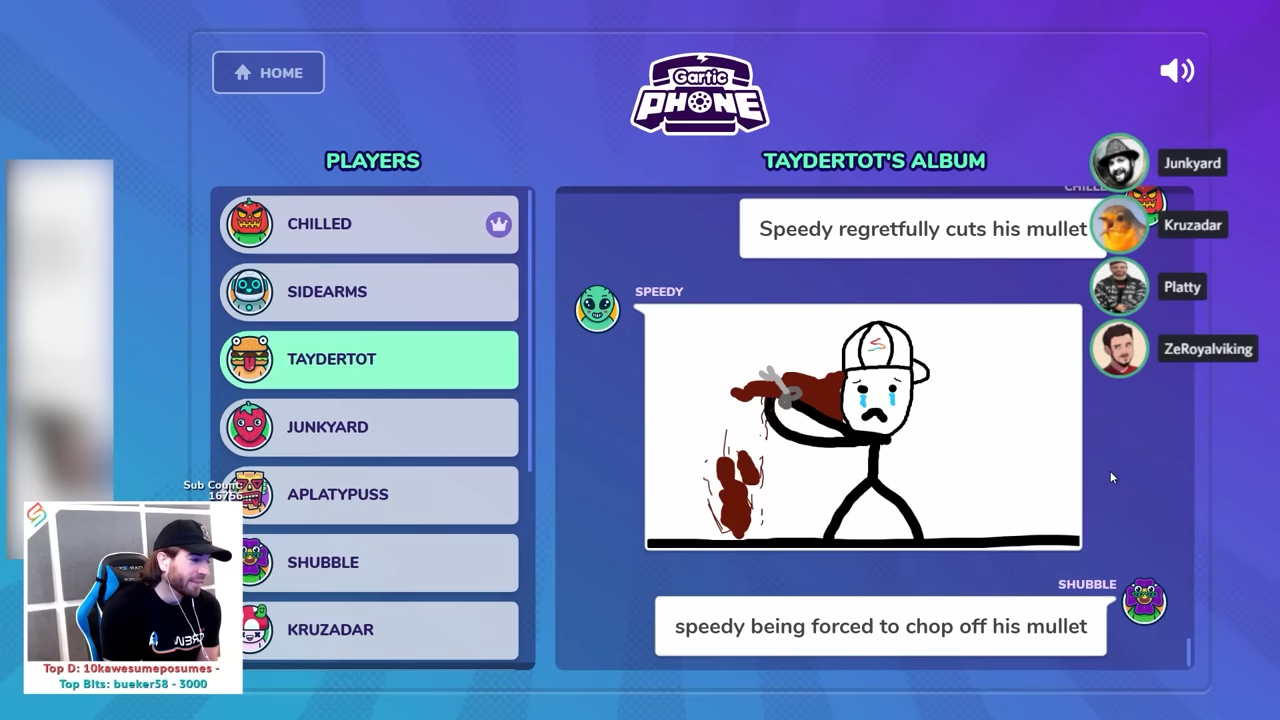 HOME
Gartic
PHONE
PLAYERS
TAYDERTOT'S ALBUM
CHILLED
SIDEARMS
TAYDERTOT
JUNKYARD
APLATYPUSS
SHUBBLE
KRUZADAR
CHILLED
Speedy regretfully cuts his mullet
SPEEDY
SHUBBLE
speedy being forced to chop off his mullet
Junkyard
Kruzadar
Platty
ZeRoyalviking
Sub Count:
16756
Top D: 10kawesumeposumes -
Top Bits: bueker58 - 3000